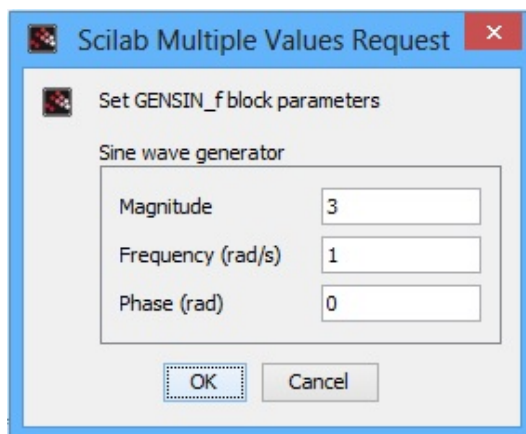 Scilab Multiple Values Request
Set GENSIN_f block parameters
Sine wave generator
Magnitude 3
Frequency (rad/s) 1
Phase (rad) 0
OK Cancel